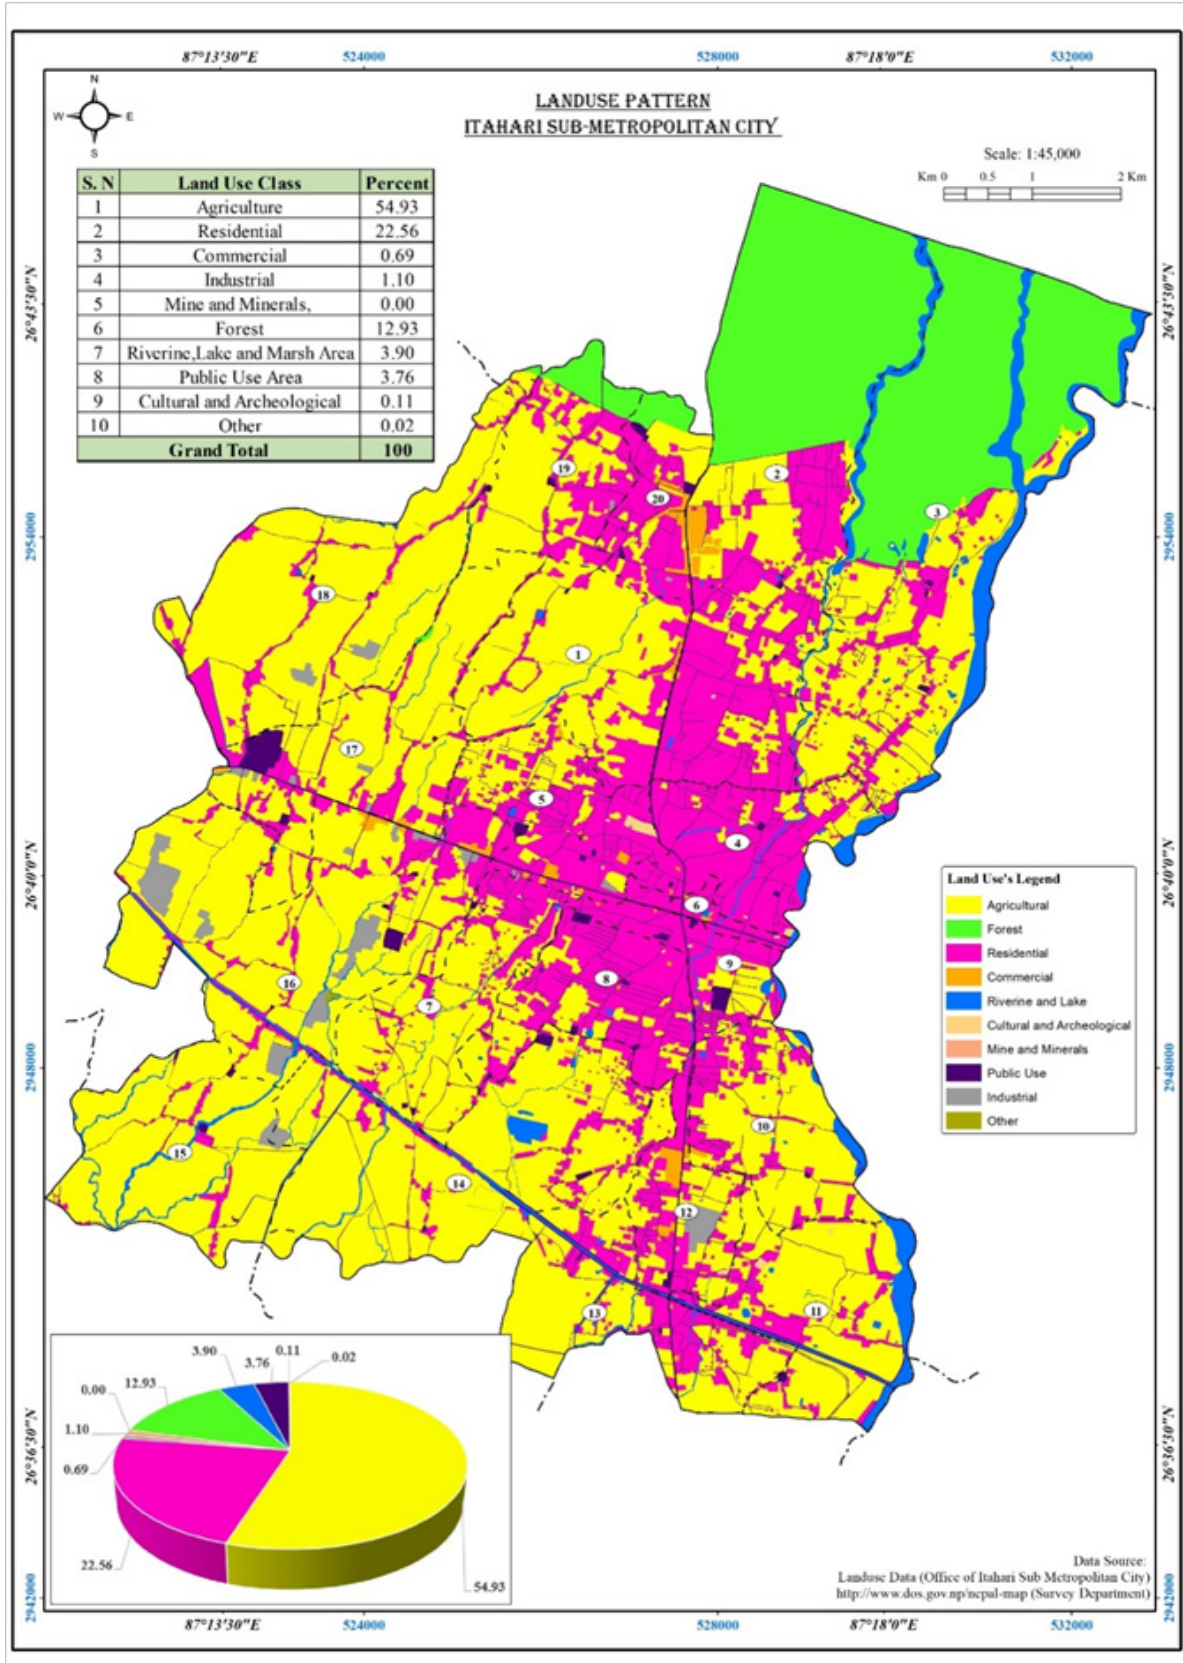 87°13'30"E 524000 528000 87°18'0"E 532000
N
W E
S
LANDUSE PATTERN
ITAHARI SUB-METROPOLITAN CITY
Scale: 1:45,000
Km 0 0.5 1 2 Km
S. N Land Use Class Percent
1 Agriculture 54.93
2 Residential 22.56
3 Commercial 0.69
4 Industrial 1.10
5 Mine and Minerals, 0.00
6 Forest 12.93
7 Riverine,Lake and Marsh Area 3.90
8 Public Use Area 3.76
9 Cultural and Archeological 0.11
10 Other 0.02
Grand Total 100
26°43'30"N 26°43'30"N
2954000 2954000
26°40'0"N 26°40'0"N
2948000 2948000
26°36'30"N 26°36'30"N
2942000 2942000
19
20
2
3
18
1
17
5
4
6
9
8
16
7
10
15
14
12
13
11
Land Use's Legend
Agricultural
Forest
Residential
Commercial
Riverine and Lake
Cultural and Archeological
Mine and Minerals
Public Use
Industrial
Other
3.90
3.76
0.11
0.02
12.93
0.00
1.10
0.69
22.56
54.93
Data Source:
Landuse Data (Office of Itahari Sub Metropolitan City)
http://www.dos.gov.np/nepal-map (Survey Department)
87°13'30"E 524000 528000 87°18'0"E 532000